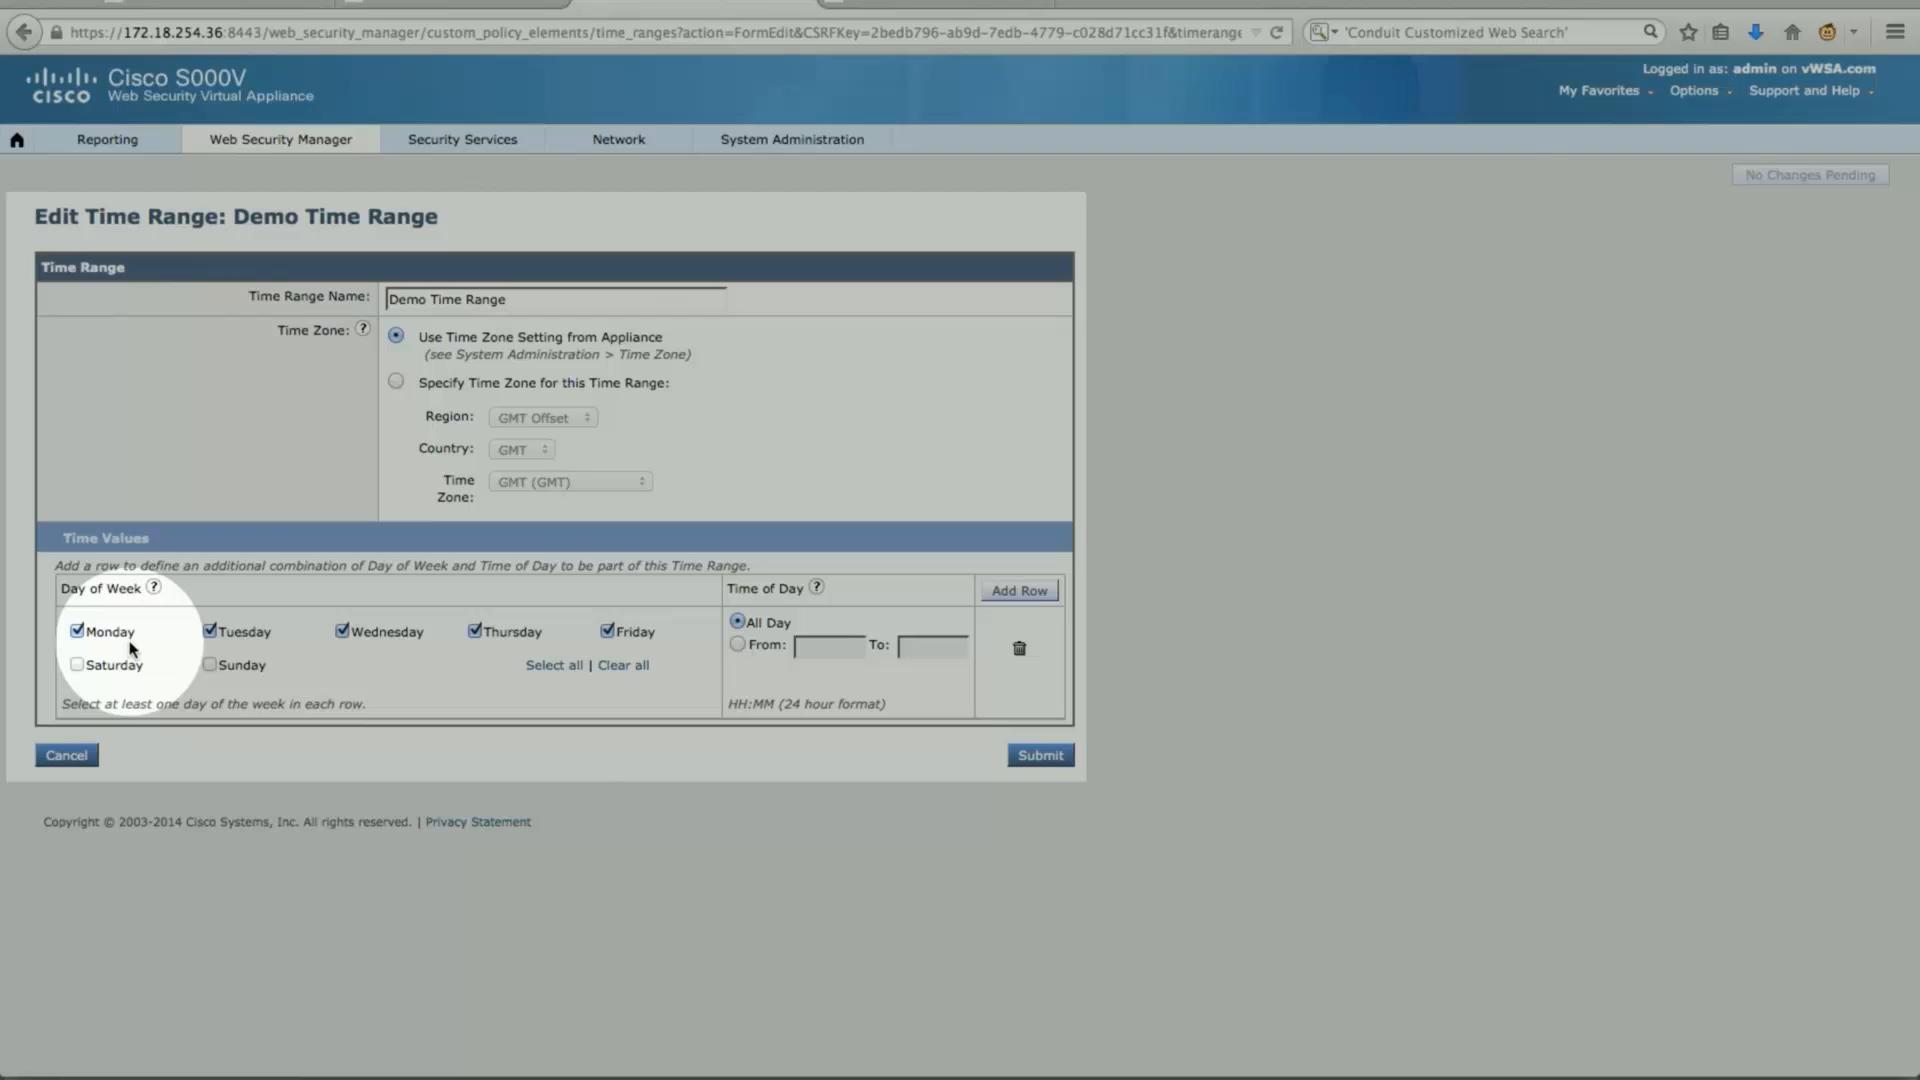 https://172.18.254.36:8443/web_security_manager/custom_policy_elements/time_ranges?action=FormEdit&CSRFKey=2bedb796-ab9d-7edb-4779-c028d71cc31f&timerange
'Conduit Customized Web Search'
CISCO
Cisco S000V
Web Security Virtual Appliance
Logged in as: admin on vWSA.com
My Favorites Options Support and Help
Reporting Web Security Manager Security Services Network System Administration
No Changes Pending
Edit Time Range: Demo Time Range
Time Range
Time Range Name: Demo Time Range
Time Zone: ? Use Time Zone Setting from Appliance
(see System Administration > Time Zone)
Specify Time Zone for this Time Range:
Region: GMT Offset
Country: GMT
Time Zone: GMT (GMT)
Time Values
Add a row to define an additional combination of Day of Week and Time of Day to be part of this Time Range.
Day of Week ? Time of Day ? Add Row
Monday Tuesday Wednesday Thursday Friday All Day
From: To:
Saturday Sunday Select all | Clear all
Select at least one day of the week in each row. HH:MM (24 hour format)
Cancel Submit
Copyright © 2003-2014 Cisco Systems, Inc. All rights reserved. | Privacy Statement